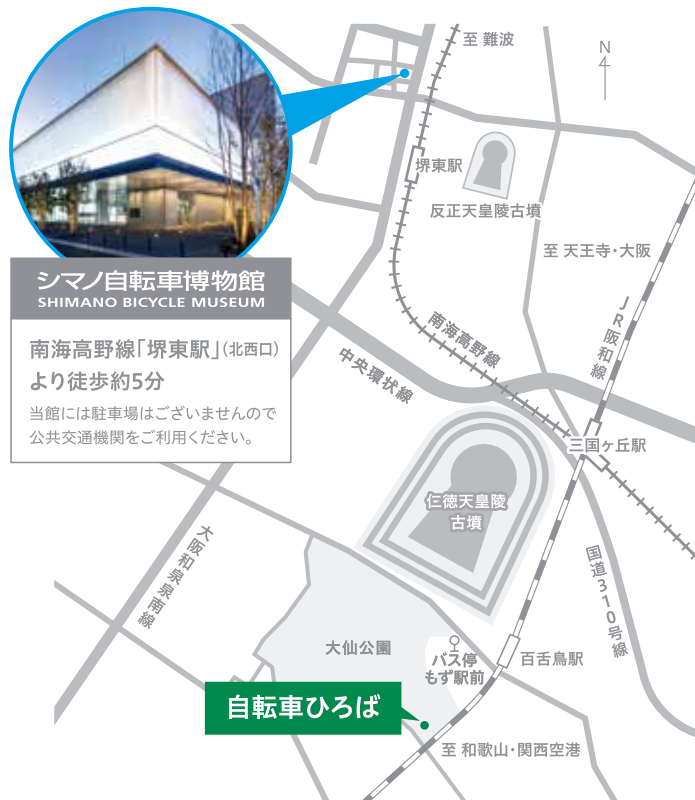 至 難波
N
堺東駅
反正天皇陵古墳
至 天王寺・大阪
JR阪和線
シマノ自転車博物館
SHIMANO BICYCLE MUSEUM
南海高野線「堺東駅」(北西口)
より徒歩約5分
当館には駐車場はございませんので
公共交通機関をご利用ください。
南海高野線
中央環状線
三国ヶ丘駅
仁徳天皇陵
古墳
大阪和泉泉南線
国道310号線
大仙公園
バス停
もず駅前
百舌鳥駅
自転車ひろば
至 和歌山・関西空港